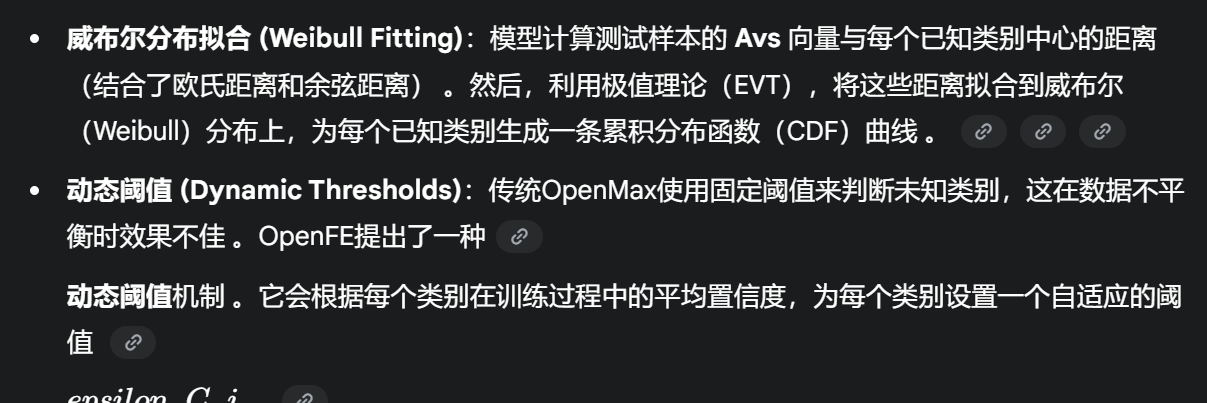 • 威布尔分布拟合 (Weibull Fitting)：模型计算测试样本的 Avs 向量与每个已知类别中心的距离
（结合了欧氏距离和余弦距离） 。然后，利用极值理论（EVT），将这些距离拟合到威布尔
（Weibull）分布上，为每个已知类别生成一条累积分布函数（CDF）曲线 。
• 动态阈值 (Dynamic Thresholds)：传统OpenMax使用固定阈值来判断未知类别，这在数据不平
衡时效果不佳 。OpenFE提出了一种
动态阈值机制 。它会根据每个类别在训练过程中的平均置信度，为每个类别设置一个自适应的阈
值
epsilon_C_i